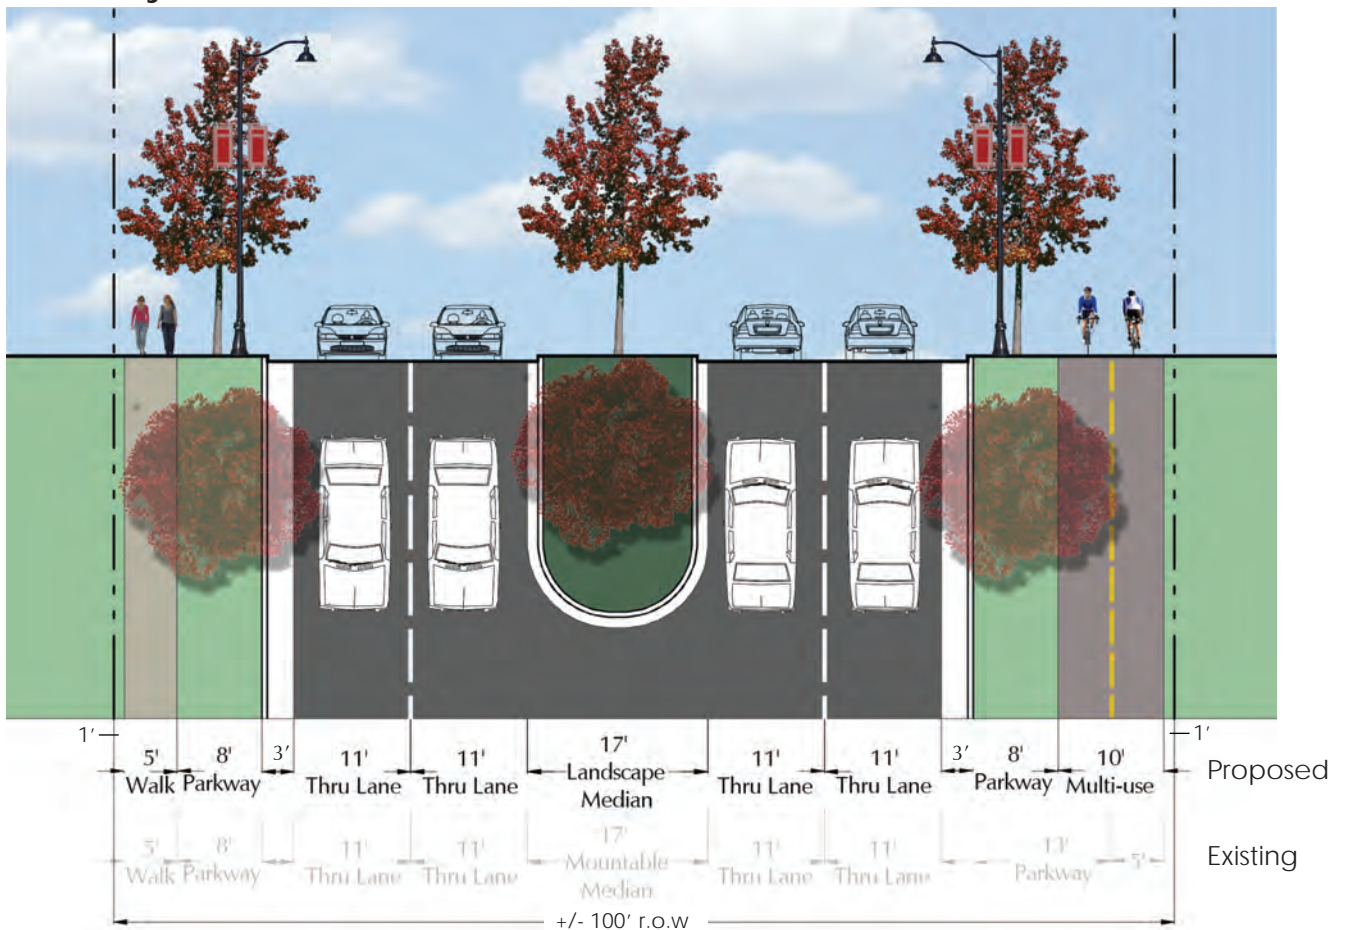 1'
5'
Walk
8'
Parkway
3'
11'
Thru Lane
11'
Thru Lane
17'
Landscape
Median
11'
Thru Lane
11'
Thru Lane
3'
8'
Parkway
10'
Multi-use
1'
Proposed
5'
Walk
8'
Parkway
11'
Thru Lane
11'
Thru Lane
17'
Mountable
Median
11'
Thru Lane
11'
Thru Lane
13'
Parkway
5'
Existing
+/- 100' r.o.w